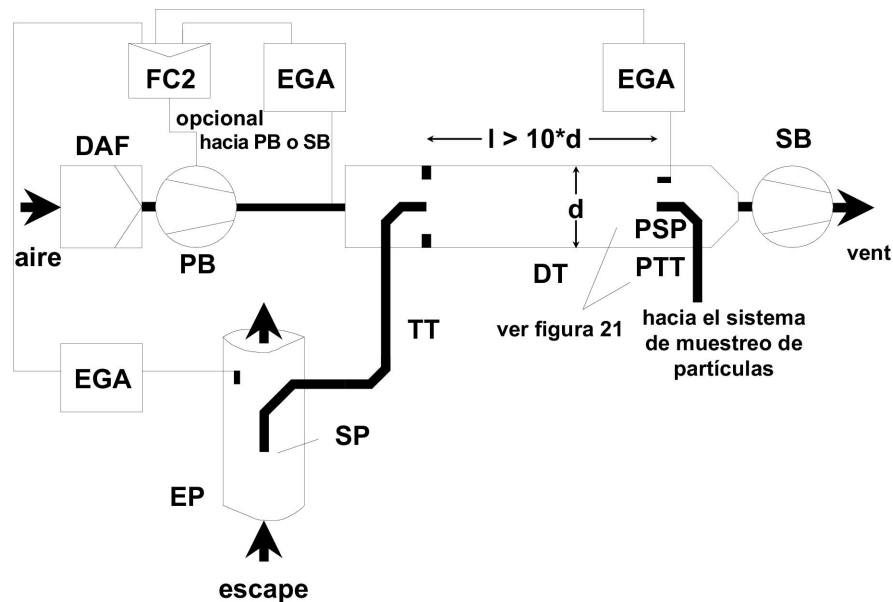 FC2
EGA
EGA
opcional
hacia PB o SB
l > 10*d
SB
DAF
d
PSP
aire
PB
DT
PTT
vent
TT
ver figura 21
hacia el sistema
de muestreo de
partículas
EGA
SP
EP
escape